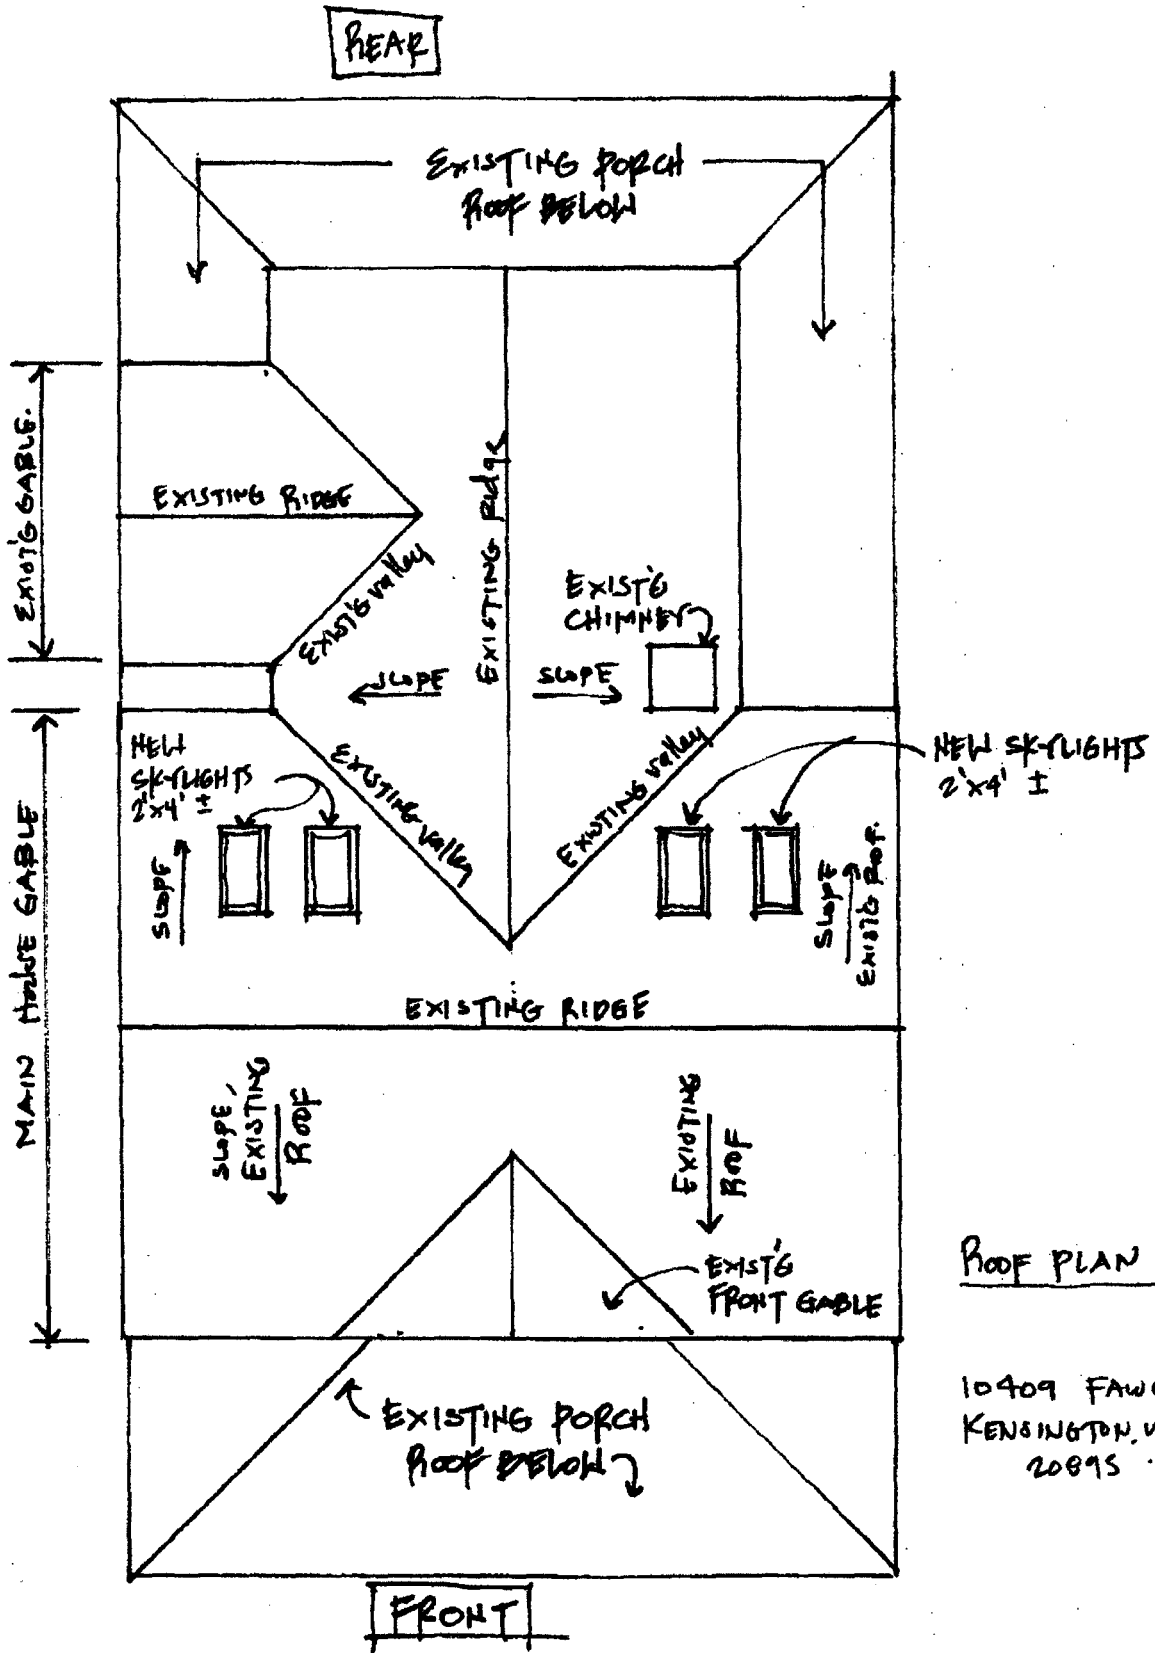 REAR
EXISTING PORCH
ROOF BELOW
EXIST'G GABLE.
EXISTING RIDGE
EXISTING Ridge
EXIST'G valley
EXIST'G
CHIMNEY
SLOPE
SLOPE
NEW
SKYLIGHTS
2'x4' ±
EXISTING valley
EXISTING valley
NEW SKYLIGHTS
2'x4' ±
SLOPE
SLOPE
EXIST'G ROOF.
MAIN HOUSE GABLE
EXISTING RIDGE
SLOPE,
EXISTING
ROOF
EXISTING
ROOF
EXIST'G
FRONT GABLE
ROOF PLAN
EXISTING PORCH
ROOF BELOW
10409
KENSINGTON,
20895
FRONT